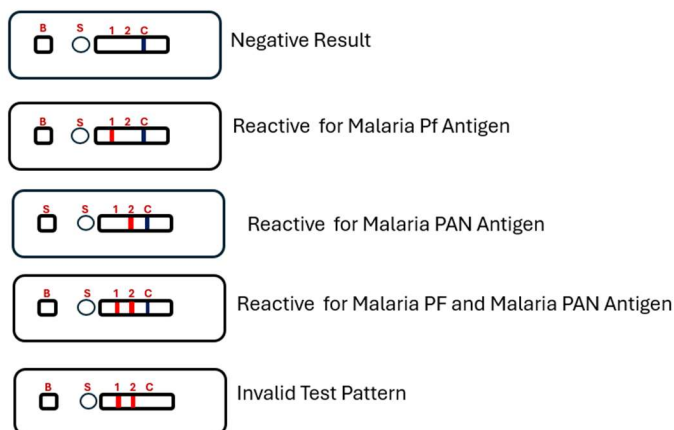 B S 1 2 C
Negative Result
B S 1 2 C
Reactive for Malaria Pf Antigen
S S 1 2 C
Reactive for Malaria PAN Antigen
B S 1 2 C
Reactive for Malaria PF and Malaria PAN Antigen
B S 1 2 C
Invalid Test Pattern